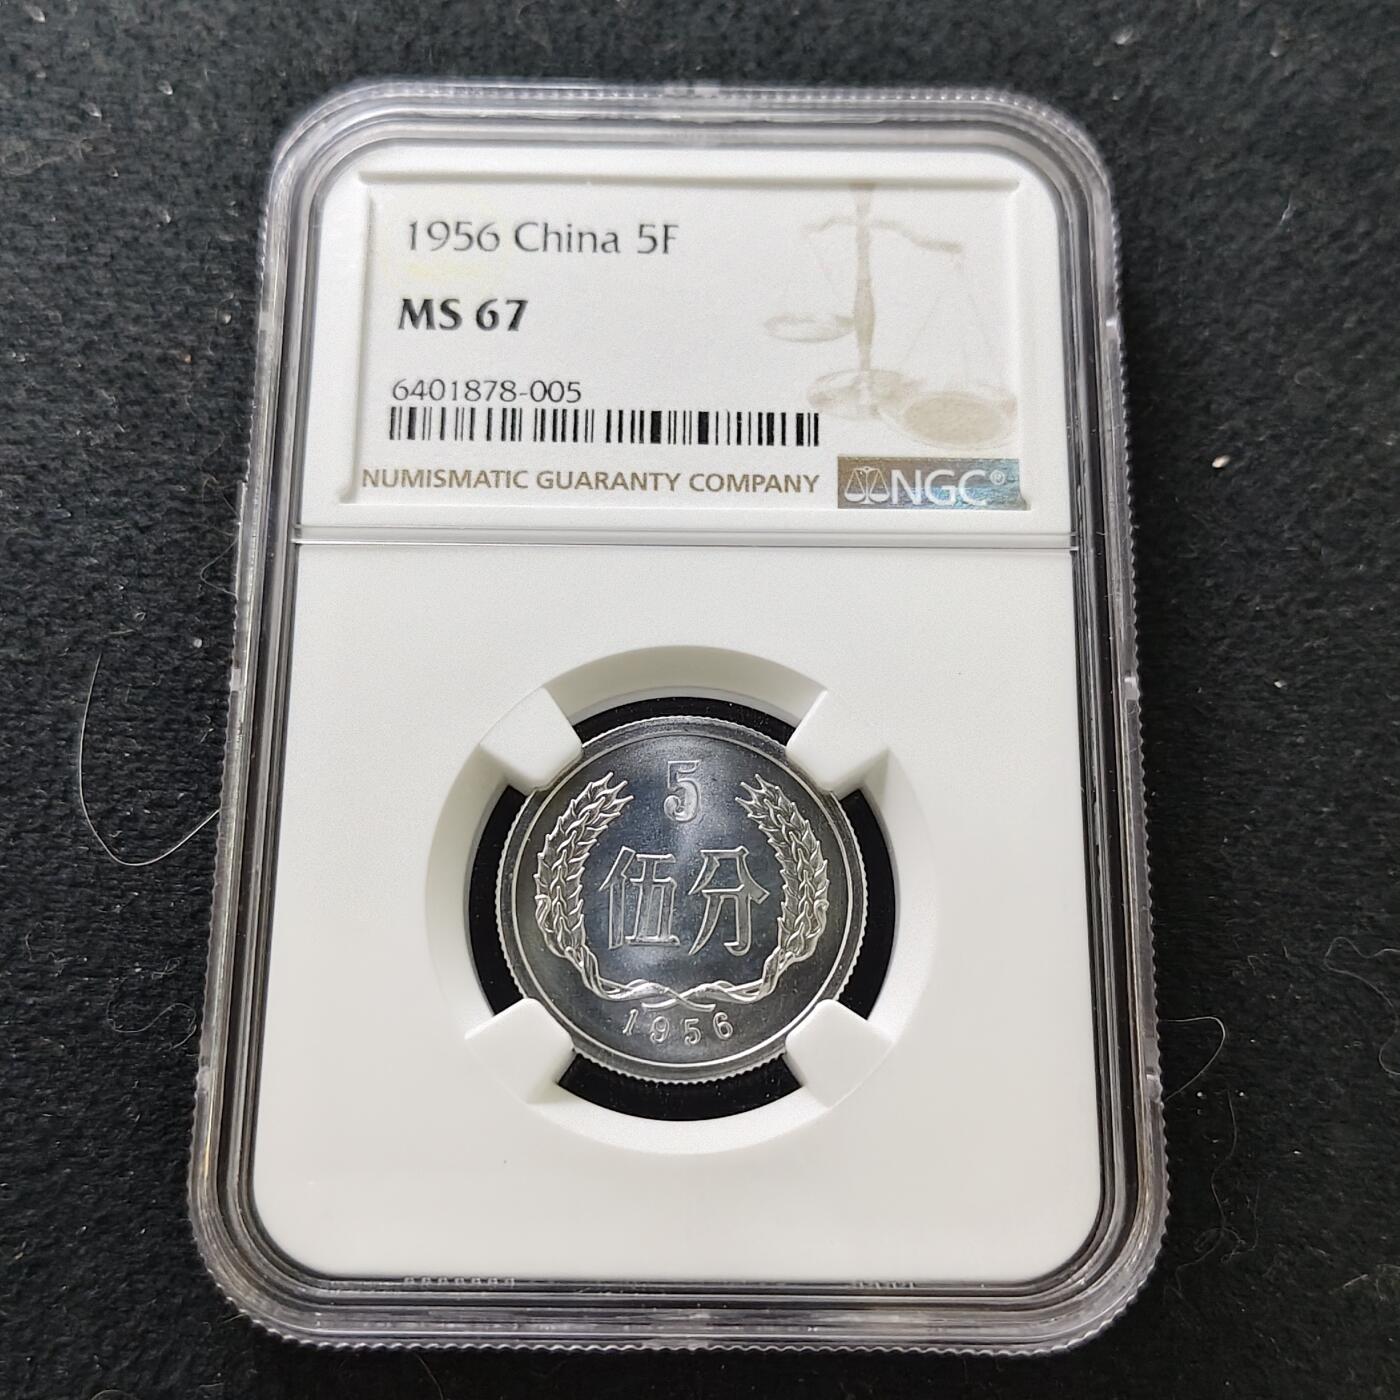 1956 China 5F
MS 67
6401878-005
NUMISMATIC GUARANTY COMPANY NGC®
5
伍分
1956